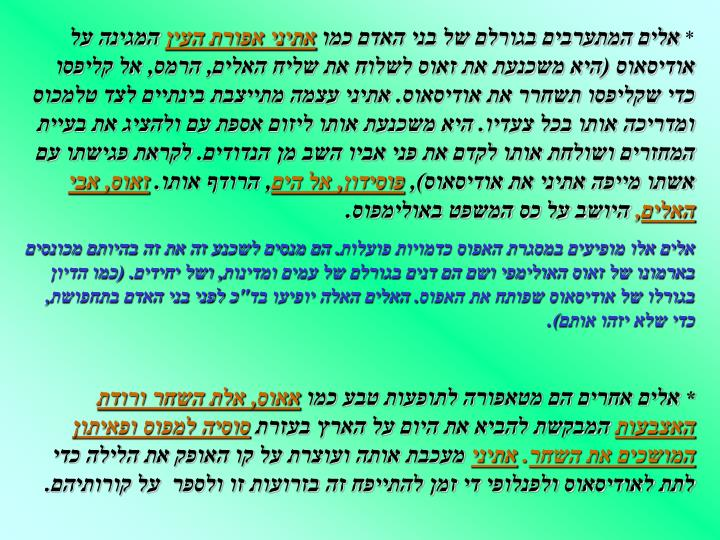 * אלים המתערבים בגורלם של בני האדם כמו אתיני אפורת העין המגינה על
אודיסאוס (היא משכנעת את זאוס לשלוח את שליח האלים, הרמס, אל קליפסו
כדי שקליפסו תשחרר את אודיסאוס. אתיני עצמה מתייצבת בינתיים לצד טלמכוס
ומדריכה אותו בכל צעדיו. היא משכנעת אותו ליזום אספת עם ולהציג את בעיית
המחזרים ושולחת אותו לקדם את פני אביו השב מן הנדודים. לקראת פגישתו עם
אשתו מייפה אתיני את אודיסאוס), פוסידון, אל הים, הרודף אותו. זאוס, אבי
האלים, היושב על כס המשפט באולימפוס.
אלים אלו מופיעים במסגרת האפוס כדמויות פועלות. הם מנסים לשכנע זה את זה בהיותם מכונסים
בארמונו של זאוס האולימפי ושם הם דנים בגורלם של עמים ומדינות, ושל יחידים. (כמו הדיון
בגורלו של אודיסאוס שפותח את האפוס. האלים האלה יופיעו בד"כ לפני בני האדם בתחפושת,
כדי שלא יזהו אותם).
* אלים אחרים הם מטאפורה לתופעות טבע כמו אאוס, אלת השחר ורודת
האצבעות המבקשת להביא את היום על הארץ בעזרת סוסיה למפוס ופאיתון
המושכים את השחר. אתיני מעכבת אותה ועוצרת על קו האופק את הלילה כדי
לתת לאודיסאוס ולפנלופי די זמן להתייפח זה בזרועות זו ולספר על קורותיהם.